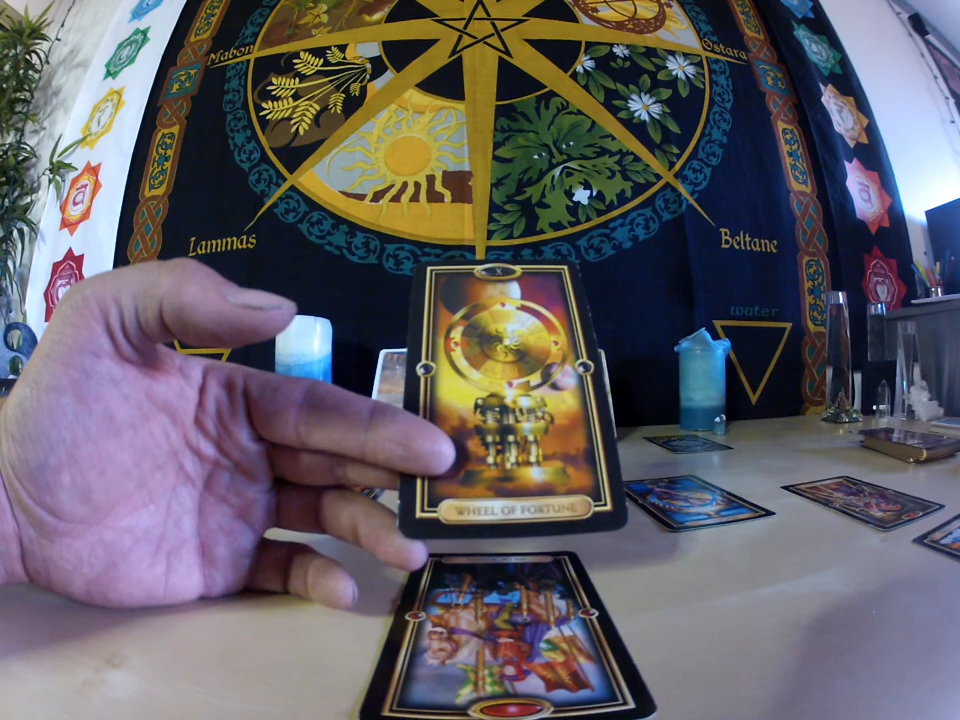 Mabon
Ostara
Lammas
Beltane
water
X
WHEEL OF FORTUNE